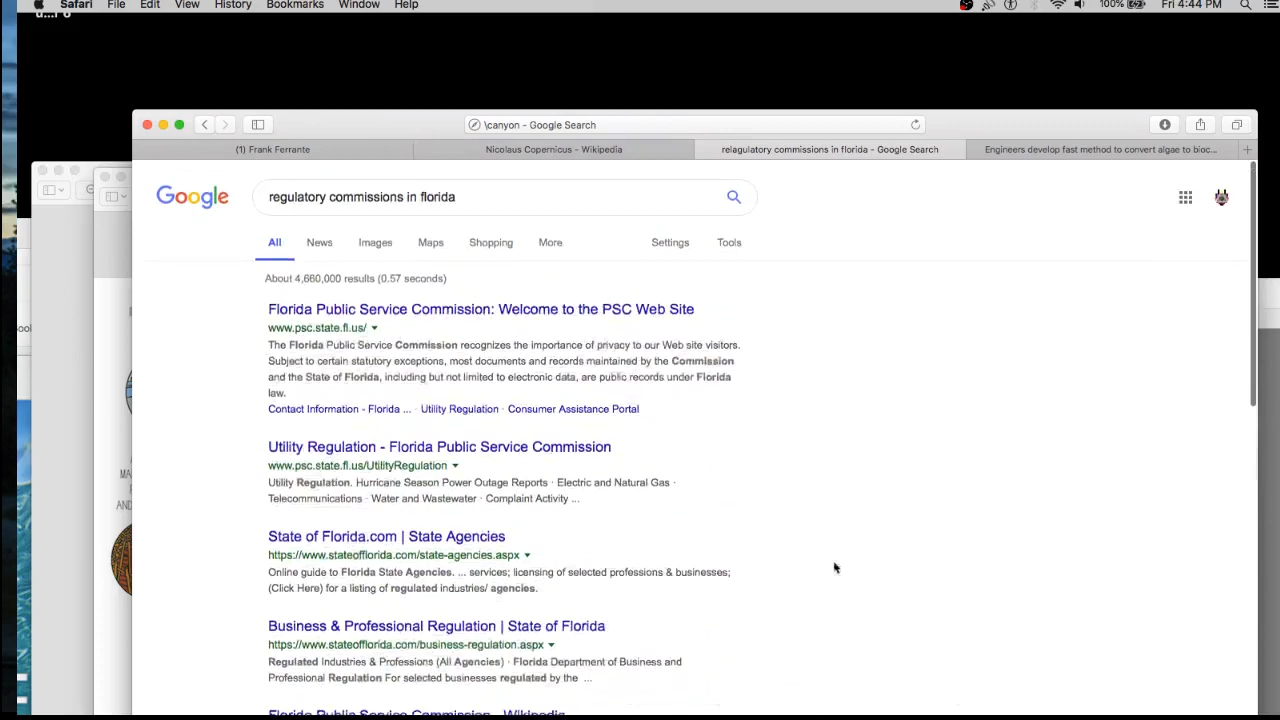 Safari File Edit View History Bookmarks Window Help 100% Fri 4:44 PM
\canyon - Google Search
(1) Frank Ferrante Nicolaus Copernicus - Wikipedia relagulatory commissions in florida - Google Search Engineers develop fast method to convert algae to bioc...
Google regulatory commissions in florida
All News Images Maps Shopping More Settings Tools
About 4,660,000 results (0.57 seconds)
Florida Public Service Commission: Welcome to the PSC Web Site
www.psc.state.fl.us/
The Florida Public Service Commission recognizes the importance of privacy to our Web site visitors.
Subject to certain statutory exceptions, most documents and records maintained by the Commission
and the State of Florida, including but not limited to electronic data, are public records under Florida
law.
Contact Information - Florida ... · Utility Regulation · Consumer Assistance Portal
Utility Regulation - Florida Public Service Commission
www.psc.state.fl.us/UtilityRegulation
Utility Regulation. Hurricane Season Power Outage Reports · Electric and Natural Gas ·
Telecommunications · Water and Wastewater · Complaint Activity ...
State of Florida.com | State Agencies
https://www.stateofflorida.com/state-agencies.aspx
Online guide to Florida State Agencies. ... services; licensing of selected professions & businesses;
(Click Here) for a listing of regulated industries/ agencies.
Business & Professional Regulation | State of Florida
https://www.stateofflorida.com/business-regulation.aspx
Regulated Industries & Professions (All Agencies) · Florida Department of Business and
Professional Regulation For selected businesses regulated by the ...
Florida Public Service Commission - Wikipedia